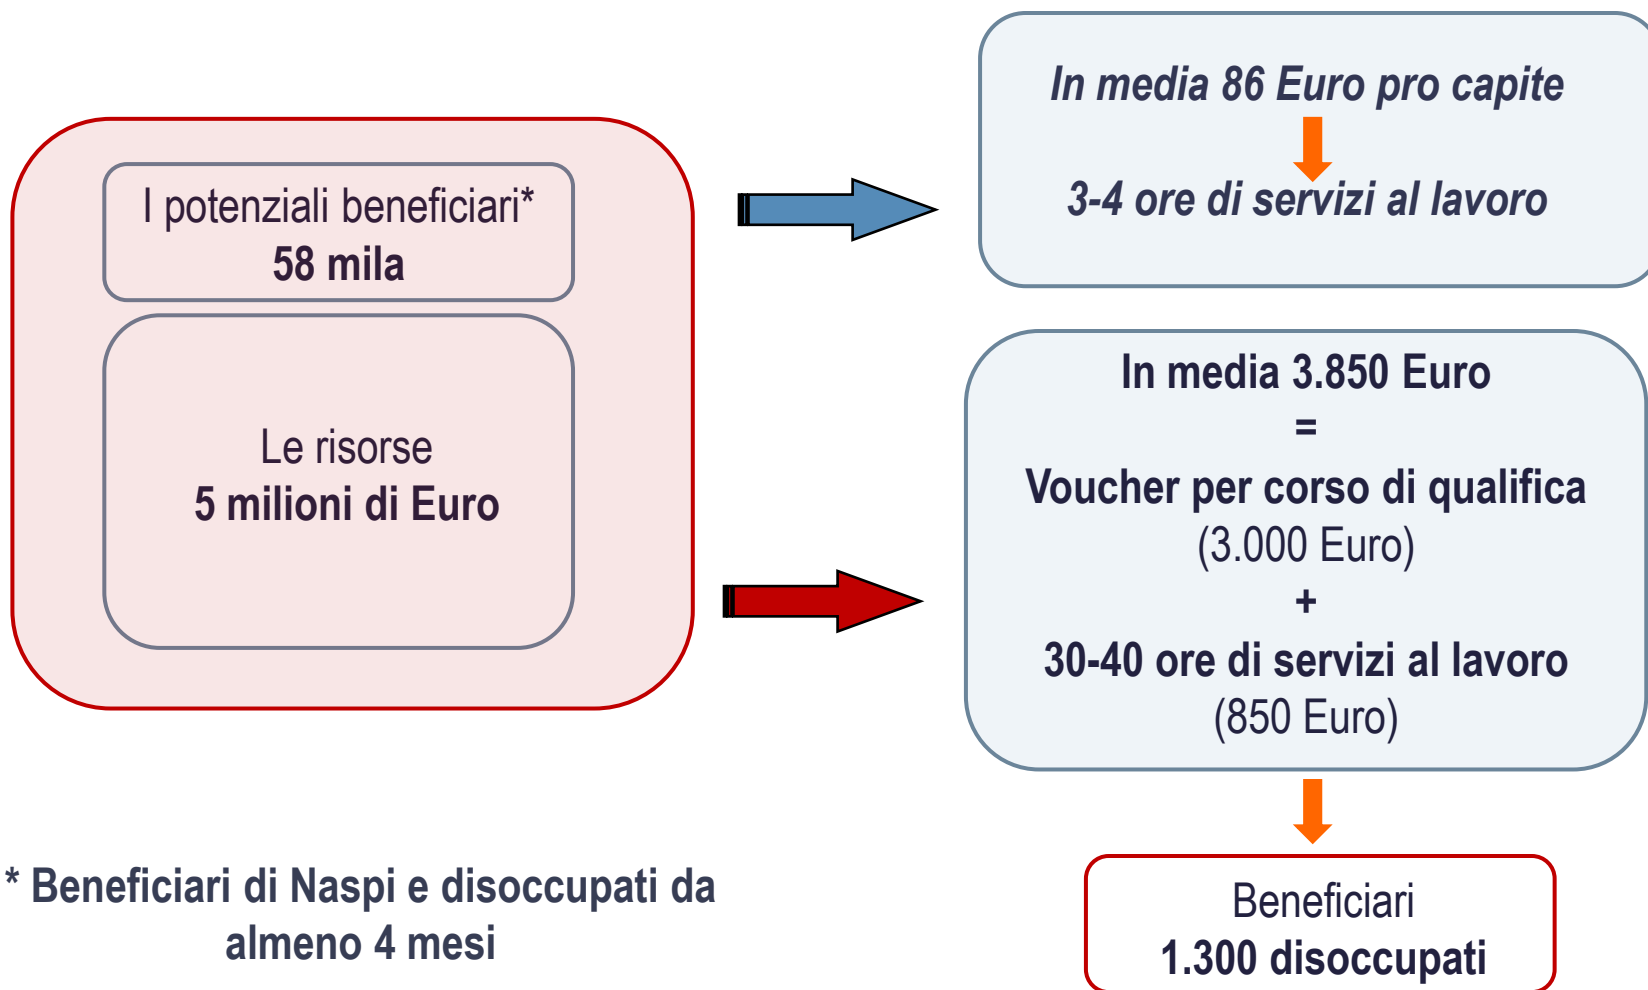 I potenziali beneficiari*
58 mila
Le risorse
5 milioni di Euro
In media 86 Euro pro capite
3-4 ore di servizi al lavoro
In media 3.850 Euro
=
Voucher per corso di qualifica
(3.000 Euro)
+
30-40 ore di servizi al lavoro
(850 Euro)
Beneficiari
1.300 disoccupati
* Beneficiari di Naspi e disoccupati da
almeno 4 mesi